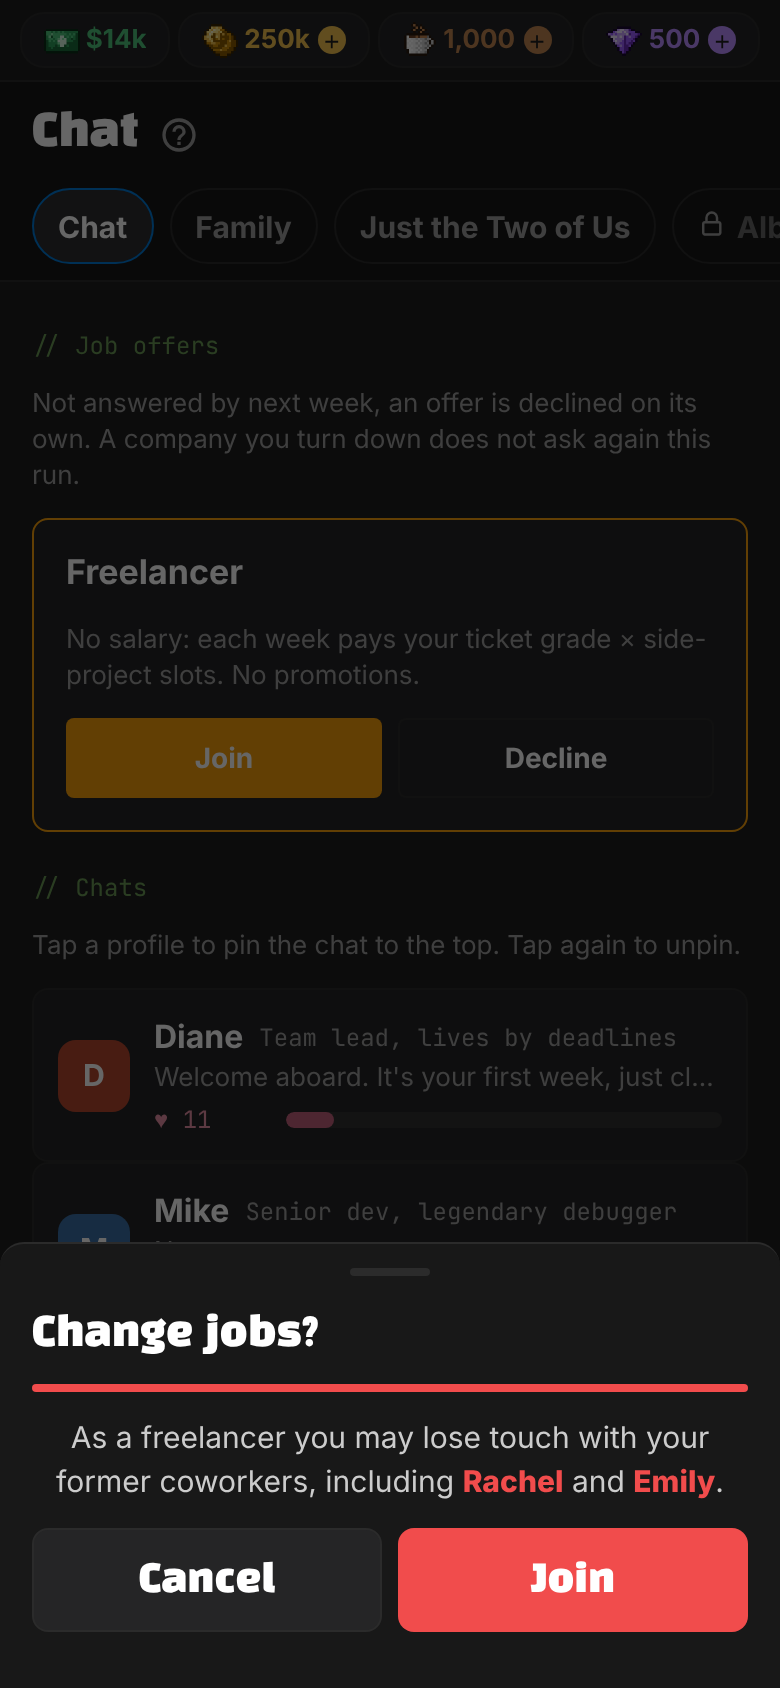 $14k 250k + 1,000 + 500 +
Chat ?
Chat Family Just the Two of Us
// Job offers
Not answered by next week, an offer is declined on its
own. A company you turn down does not ask again this
run.
Freelancer
No salary: each week pays your ticket grade × side-
project slots. No promotions.
Join Decline
// Chats
Tap a profile to pin the chat to the top. Tap again to unpin.
Diane Team lead, lives by deadlines
D
Welcome aboard. It's your first week, just cl...
♥ 11
Mike Senior dev, legendary debugger
Change jobs?
As a freelancer you may lose touch with your
former coworkers, including Rachel and Emily.
Cancel Join